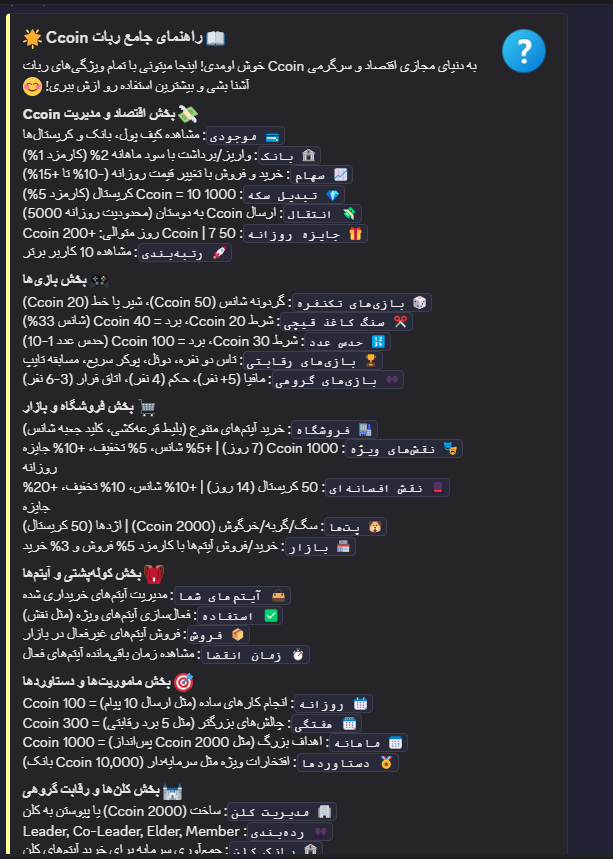 📖 راهنمای جامع ربات Ccoin 🌟
به دنیای مجازی اقتصاد و سرگرمی Ccoin خوش اومدی! اینجا میتونی با تمام ویژگی‌های ربات
آشنا بشی و بیشترین استفاده رو ازش ببری! 😊
💸 بخش اقتصاد و مدیریت Ccoin
💳 موجودی: مشاهده کیف پول، بانک و کریستال‌ها
🏦 بانک: واریز/برداشت با سود ماهانه 2% (کارمزد 1%)
📈 سهام: خرید و فروش با تغییر قیمت روزانه (-10% تا +15%)
💎 تبدیل سکه: 1000 Ccoin = 10 کریستال (کارمزد 5%)
💸 انتقال: ارسال Ccoin به دوستان (محدودیت روزانه 5000)
🎁 جایزه روزانه: 50 Ccoin | 7 روز متوالی: +200 Ccoin
🚀 رتبه‌بندی: مشاهده 10 کاربر برتر
🎮 بخش بازی‌ها
🎲 بازی‌های تکنفره: گردونه شانس (50 Ccoin)، شیر یا خط (20 Ccoin)
✂️ سنگ کاغذ قیچی: شرط 20 Ccoin، برد = 40 Ccoin (شانس 33%)
🔢 حدس عدد: شرط 30 Ccoin، برد = 100 Ccoin (حدس عدد 1-10)
🏆 بازی‌های رقابتی: تاس دو نفره، دوئل، پوکر سریع، مسابقه تایپ
👥 بازی‌های گروهی: مافیا (5+ نفر)، حکم (4 نفر)، اتاق فرار (3-6 نفر)
🛒 بخش فروشگاه و بازار
🏬 فروشگاه: خرید آیتم‌های متنوع (بلیط قرعه‌کشی، کلید جعبه شانس)
🎭 نقش‌های ویژه: 1000 Ccoin (7 روز) | +5% شانس، 5% تخفیف، +10% جایزه
روزانه
🎩 نقش افسانه‌ای: 50 کریستال (14 روز) | +10% شانس، 10% تخفیف، +20%
جایزه
🐶 پت‌ها: سگ/گربه/خرگوش (2000 Ccoin) | اژدها (50 کریستال)
🏪 بازار: خرید/فروش آیتم‌ها با کارمزد 5% فروش و 3% خرید
🎒 بخش کوله‌پشتی و آیتم‌ها
💼 آیتم‌های شما: مدیریت آیتم‌های خریداری شده
✅ استفاده: فعال‌سازی آیتم‌های ویژه (مثل نقش)
📦 فروش: فروش آیتم‌های غیرفعال در بازار
⏱️ زمان انقضا: مشاهده زمان باقی‌مانده آیتم‌های فعال
🎯 بخش ماموریت‌ها و دستاوردها
📅 روزانه: انجام کارهای ساده (مثل ارسال 10 پیام) = 100 Ccoin
📅 هفتگی: چالش‌های بزرگتر (مثل 5 برد رقابتی) = 300 Ccoin
📅 ماهانه: اهداف بزرگ (مثل 2000 Ccoin پس‌انداز) = 1000 Ccoin
🏅 دستاوردها: افتخارات ویژه مثل سرمایه‌دار (10,000 Ccoin بانک)
🏰 بخش کلن‌ها و رقابت گروهی
🏢 مدیریت کلن: ساخت (2000 Ccoin) یا پیوستن به کلن
👥 رده‌بندی: Leader, Co-Leader, Elder, Member
🏦 بانک کلن: جمع‌آوری سرمایه برای خرید آیتم‌های کلن